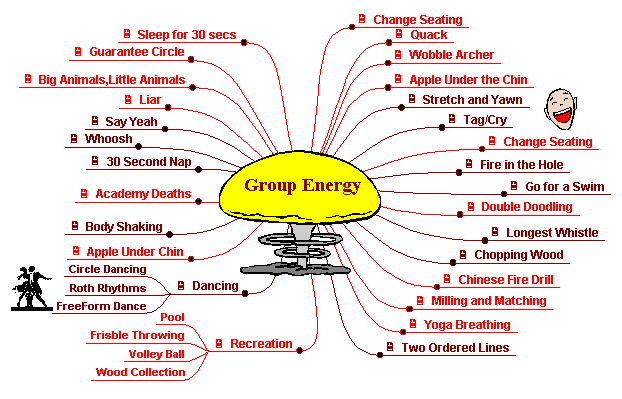 Change Seating
Sleep for 30 secs
Quack
Guarantee Circle
Wobble Archer
Big Animals,Little Animals
Apple Under the Chin
Liar
Stretch and Yawn
Say Yeah
Tag/Cry
Whoosh
Change Seating
30 Second Nap
Fire in the Hole
Group Energy
Go for a Swim
Academy Deaths
Double Doodling
Body Shaking
Longest Whistle
Apple Under Chin
Chopping Wood
Circle Dancing
Roth Rhythms
FreeForm Dance
Dancing
Chinese Fire Drill
Milling and Matching
Pool
Frisble Throwing
Volley Ball
Wood Collection
Recreation
Yoga Breathing
Two Ordered Lines